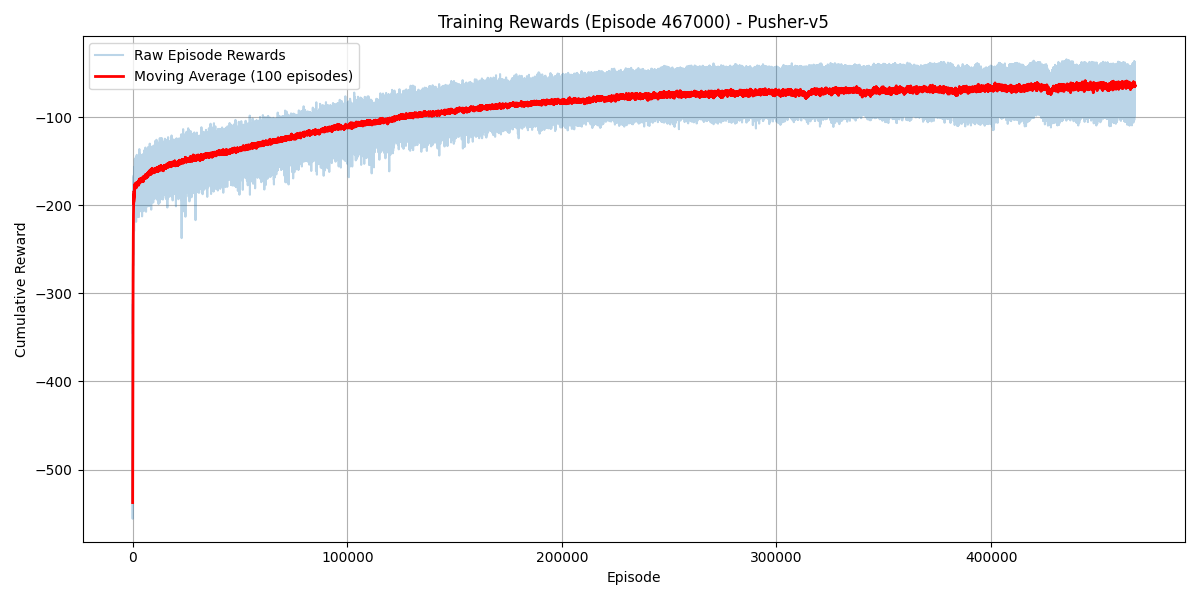 Training Rewards (Episode 467000) - Pusher-v5
Raw Episode Rewards
Moving Average (100 episodes)
−100
−200
−300
−400
−500
Cumulative Reward
0
100000
200000
300000
400000
Episode